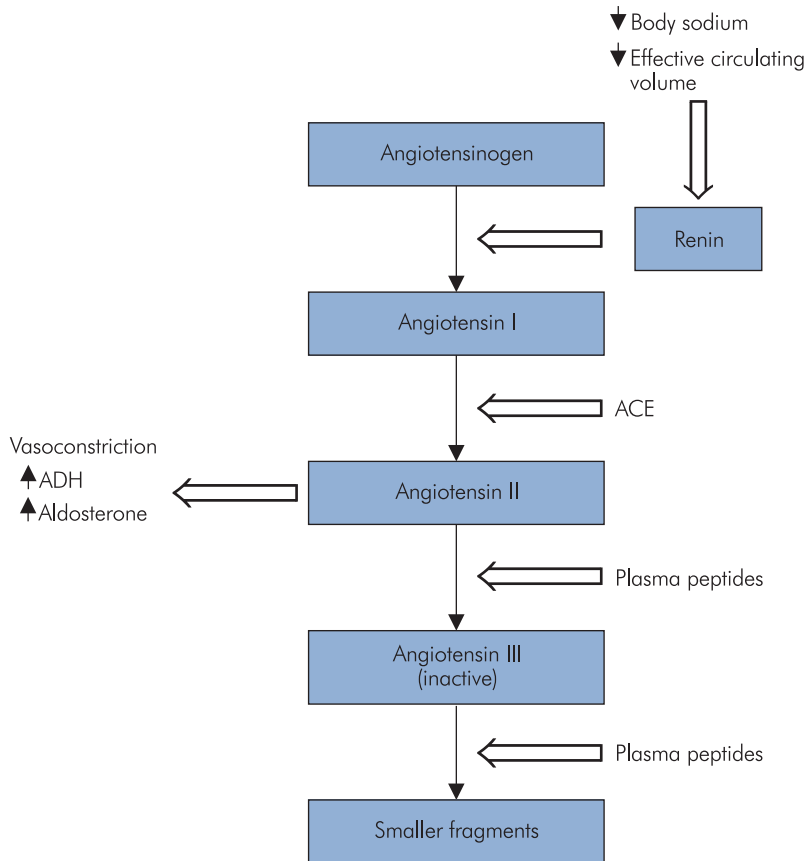 Body sodium
Effective circulating
volume
Angiotensinogen
Renin
Angiotensin I
ACE
Vasoconstriction
ADH
Aldosterone
Angiotensin II
Plasma peptides
Angiotensin III
(inactive)
Plasma peptides
Smaller fragments